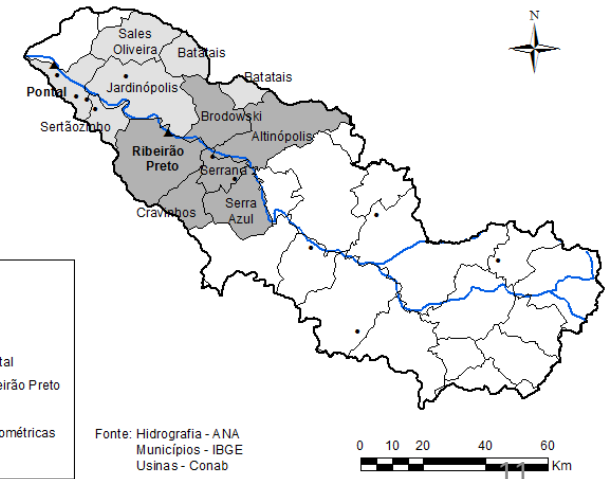 N
Sales
Oliveira
Batatais
Batatais
Jardinópolis
Pontal
Brodowski
Sertãozinho
Altinópolis
Ribeirão
Preto
Serrana
Serra
Azul
Cravinhos
tal
eirão Preto
ométricas
Fonte: Hidrografia - ANA
Municípios - IBGE
Usinas - Conab
0 10 20 40 60
Km
11